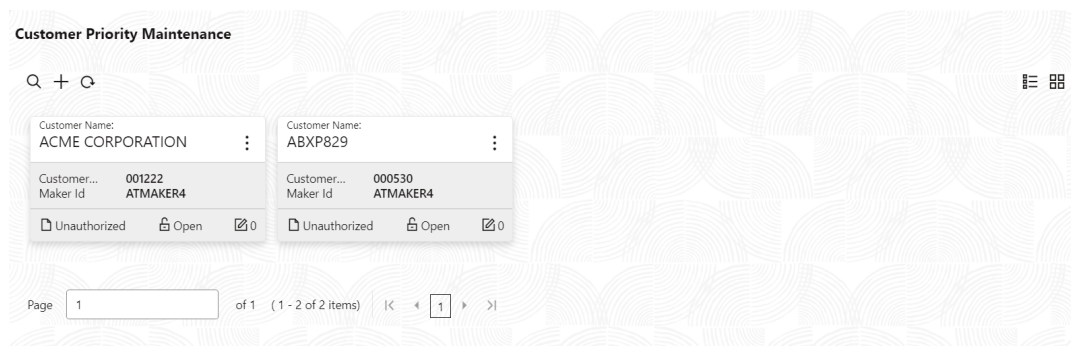 Customer Priority Maintenance
Customer Name:
ACME CORPORATION
Customer... 001222
Maker Id ATMAKER4
Unauthorized Open 0
Customer Name:
ABXP829
Customer... 000530
Maker Id ATMAKER4
Unauthorized Open 0
Page 1 of 1 ( 1 - 2 of 2 items) 1